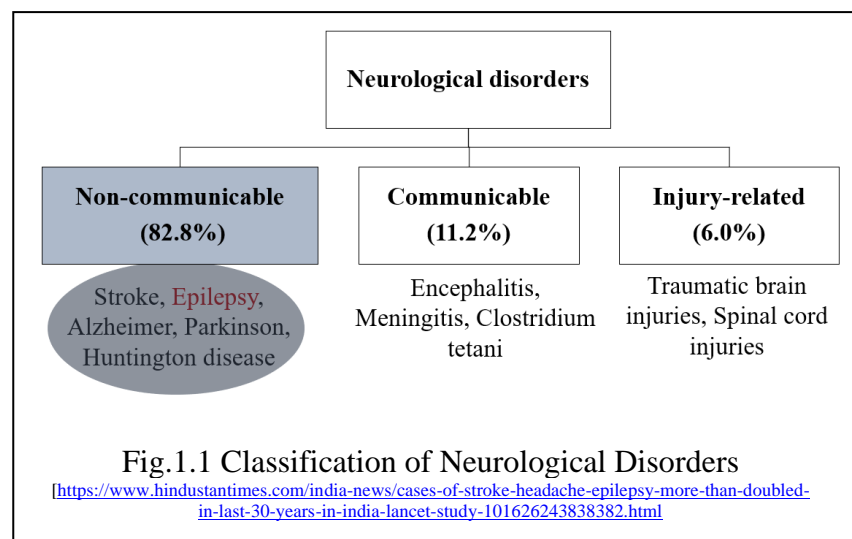 Neurological disorders
Non-communicable
(82.8%)
Communicable
(11.2%)
Injury-related
(6.0%)
Stroke, Epilepsy,
Alzheimer, Parkinson,
Huntington disease
Encephalitis,
Meningitis, Clostridium
tetani
Traumatic brain
injuries, Spinal cord
injuries
Fig.1.1 Classification of Neurological Disorders
[https://www.hindustantimes.com/india-news/cases-of-stroke-headache-epilepsy-more-than-doubled-
in-last-30-years-in-india-lancet-study-101626243838382.html